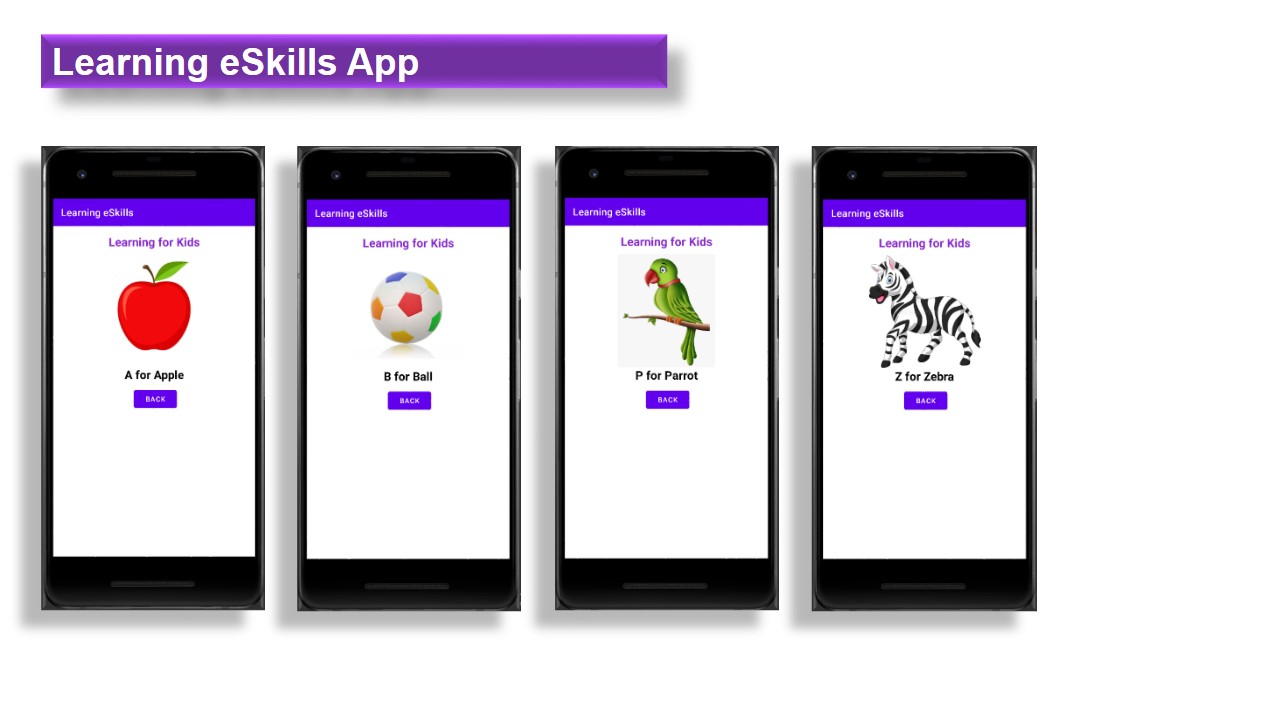 Learning eSkills App
Learning eSkills
Learning for Kids
A for Apple
BACK
Learning eSkills
Learning for Kids
B for Ball
BACK
Learning eSkills
Learning for Kids
P for Parrot
BACK
Learning eSkills
Learning for Kids
Z for Zebra
BACK